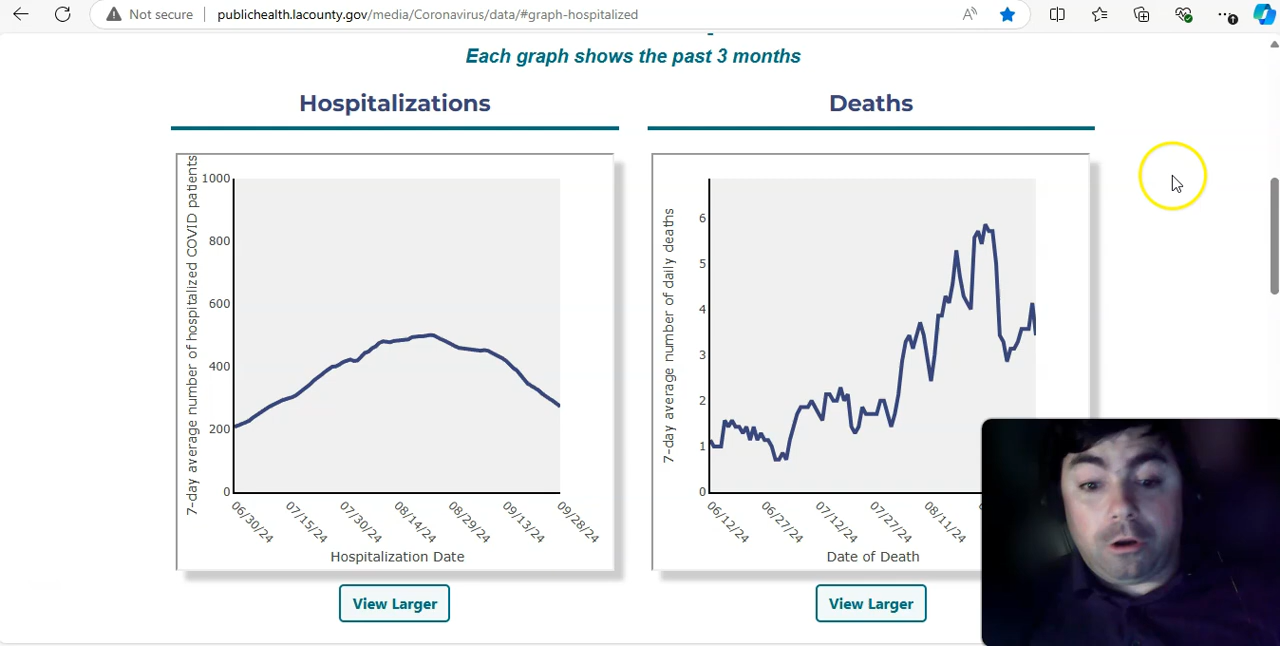 Not secure
publichealth.lacounty.gov/media/Coronavirus/data/#graph-hospitalized
Each graph shows the past 3 months
Hospitalizations
7-day average number of hospitalized COVID patients
1000
800
600
400
200
0
06/30/24
07/15/24
07/30/24
08/14/24
08/29/24
09/13/24
09/28/24
Hospitalization Date
View Larger
Deaths
7-day average number of daily deaths
6
5
4
3
2
1
0
06/12/24
06/27/24
07/12/24
07/27/24
08/11/24
Date of Death
View Larger